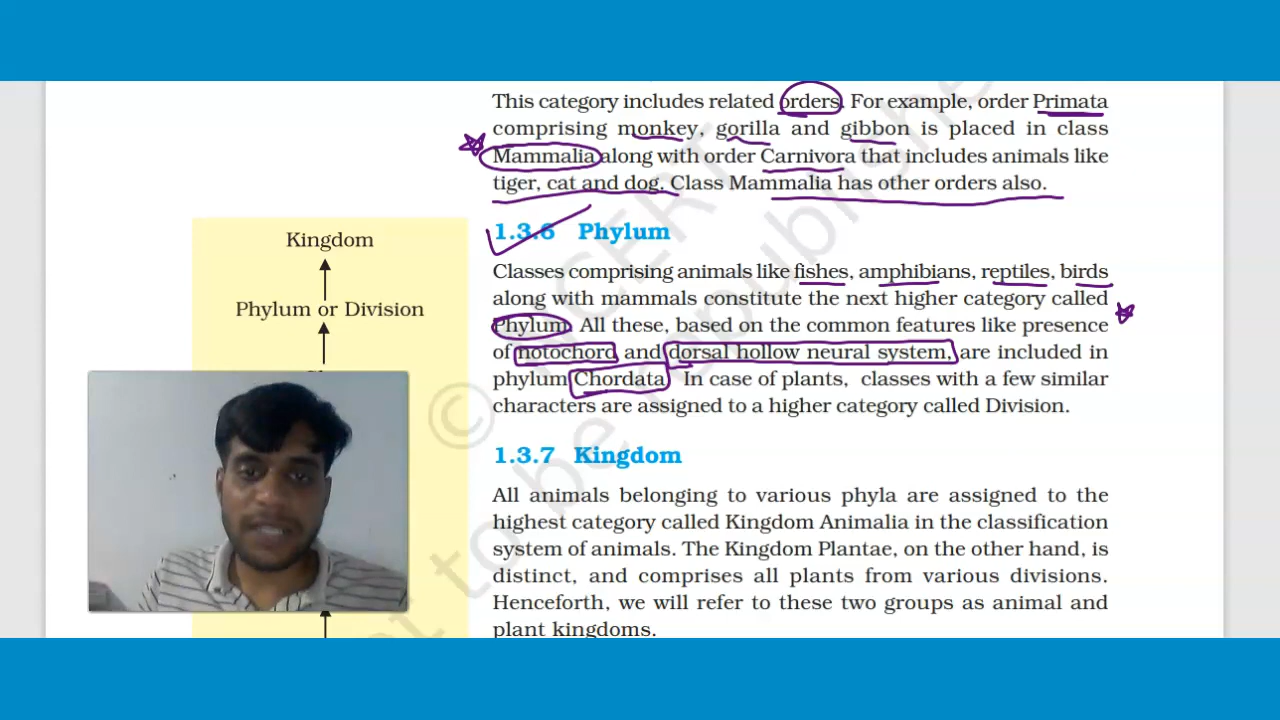 This category includes related orders. For example, order Primata
comprising monkey, gorilla and gibbon is placed in class
Mammalia along with order Carnivora that includes animals like
tiger, cat and dog. Class Mammalia has other orders also.
1.3.6 Phylum
Classes comprising animals like fishes, amphibians, reptiles, birds
along with mammals constitute the next higher category called
Phylum. All these, based on the common features like presence
of notochord and dorsal hollow neural system, are included in
phylum Chordata. In case of plants, classes with a few similar
characters are assigned to a higher category called Division.
1.3.7 Kingdom
All animals belonging to various phyla are assigned to the
highest category called Kingdom Animalia in the classification
system of animals. The Kingdom Plantae, on the other hand, is
distinct, and comprises all plants from various divisions.
Henceforth, we will refer to these two groups as animal and
plant kingdoms.
Kingdom
Phylum or Division